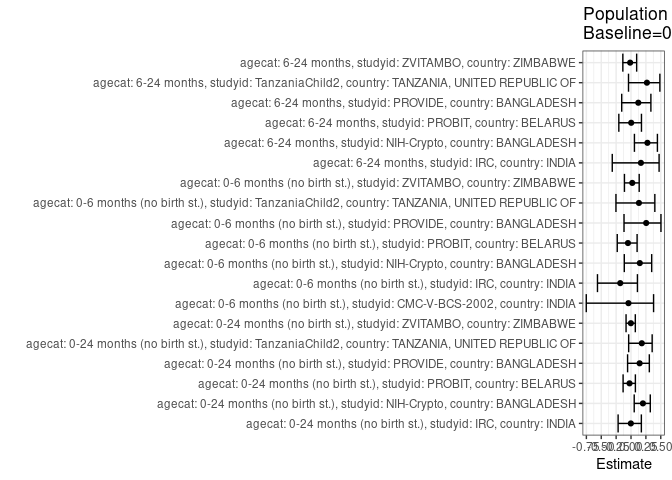 Population
Baseline=0
agecat: 6-24 months, studyid: ZVITAMBO, country: ZIMBABWE
agecat: 6-24 months, studyid: TanzaniaChild2, country: TANZANIA, UNITED REPUBLIC OF
agecat: 6-24 months, studyid: PROVIDE, country: BANGLADESH
agecat: 6-24 months, studyid: PROBIT, country: BELARUS
agecat: 6-24 months, studyid: NIH-Crypto, country: BANGLADESH
agecat: 6-24 months, studyid: IRC, country: INDIA
agecat: 0-6 months (no birth st.), studyid: ZVITAMBO, country: ZIMBABWE
agecat: 0-6 months (no birth st.), studyid: TanzaniaChild2, country: TANZANIA, UNITED REPUBLIC OF
agecat: 0-6 months (no birth st.), studyid: PROVIDE, country: BANGLADESH
agecat: 0-6 months (no birth st.), studyid: PROBIT, country: BELARUS
agecat: 0-6 months (no birth st.), studyid: NIH-Crypto, country: BANGLADESH
agecat: 0-6 months (no birth st.), studyid: IRC, country: INDIA
agecat: 0-6 months (no birth st.), studyid: CMC-V-BCS-2002, country: INDIA
agecat: 0-24 months (no birth st.), studyid: ZVITAMBO, country: ZIMBABWE
agecat: 0-24 months (no birth st.), studyid: TanzaniaChild2, country: TANZANIA, UNITED REPUBLIC OF
agecat: 0-24 months (no birth st.), studyid: PROVIDE, country: BANGLADESH
agecat: 0-24 months (no birth st.), studyid: PROBIT, country: BELARUS
agecat: 0-24 months (no birth st.), studyid: NIH-Crypto, country: BANGLADESH
agecat: 0-24 months (no birth st.), studyid: IRC, country: INDIA
-0.75 -0.50 -0.25 0.00 0.25 0.50
Estimate